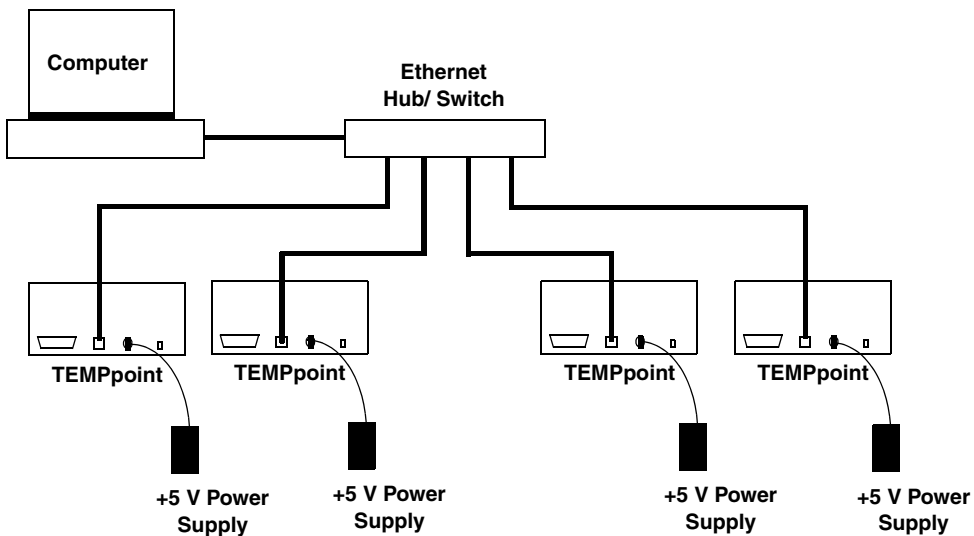 Computer
Ethernet
Hub/ Switch
TEMPpoint
TEMPpoint
TEMPpoint
TEMPpoint
+5 V Power
Supply
+5 V Power
Supply
+5 V Power
Supply
+5 V Power
Supply